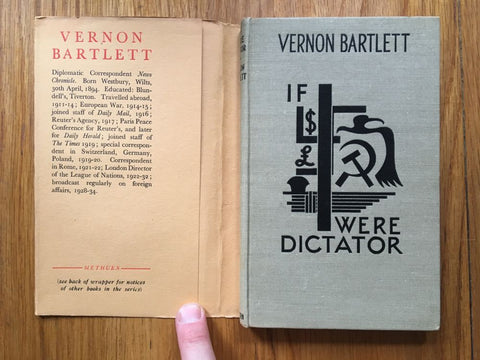 VERNON
BARTLETT
Diplomatic Correspondent News
Chronicle. Born Westbury, Wilts,
30th April, 1894. Educated: Blun-
dell's, Tiverton. Travelled abroad,
1911-14; European War, 1914-15;
joined staff of Daily Mail, 1916;
Reuter's Agency, 1917; Paris Peace
Conference for Reuter's, and later
for Daily Herald; joined staff of
The Times 1919; special correspon-
dent in Switzerland, Germany,
Poland, 1919-20. Correspondent
in Rome, 1921-22; London Director
of the League of Nations, 1922-32;
broadcast regularly on foreign
affairs, 1928-34.
METHUEN
(see back of wrapper for notices
of other books in the series)
VERNON BARTLETT
IF I
$
£
WERE
DICTATOR